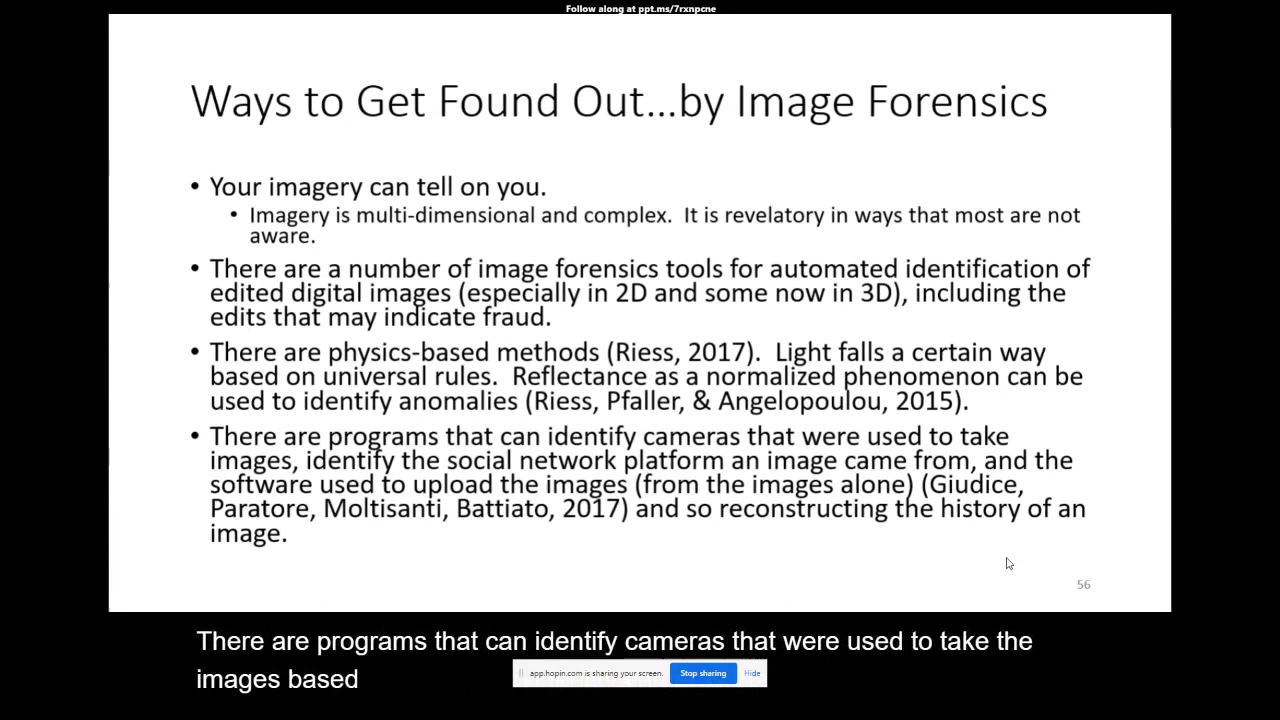 Follow along at ppt.ms/7rxnpcne
Ways to Get Found Out...by Image Forensics
• Your imagery can tell on you.
• Imagery is multi-dimensional and complex.  It is revelatory in ways that most are not
aware.
• There are a number of image forensics tools for automated identification of
edited digital images (especially in 2D and some now in 3D), including the
edits that may indicate fraud.
• There are physics-based methods (Riess, 2017).  Light falls a certain way
based on universal rules.  Reflectance as a normalized phenomenon can be
used to identify anomalies (Riess, Pfaller, & Angelopoulou, 2015).
• There are programs that can identify cameras that were used to take
images, identify the social network platform an image came from, and the
software used to upload the images (from the images alone) (Giudice,
Paratore, Moltisanti, Battiato, 2017) and so reconstructing the history of an
image.
56
There are programs that can identify cameras that were used to take the
images based
app.hopin.com is sharing your screen. Stop sharing Hide